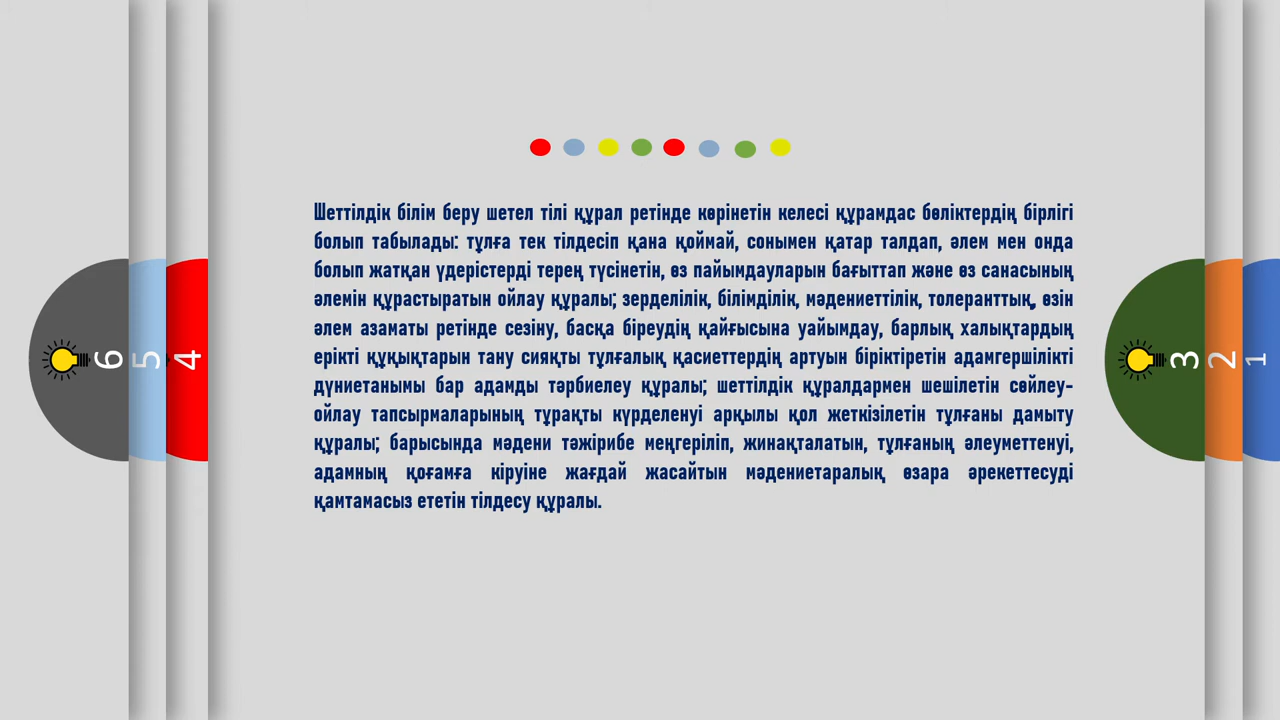 Шеттілдік білім беру шетел тілі құрал ретінде көрінетін келесі құрамдас бөліктердің бірлігі
болып табылады: тұлға тек тілдесіп қана қоймай, сонымен қатар талдап, әлем мен онда
болып жатқан үдерістерді терең түсінетін, өз пайымдауларын бағыттап және өз санасының
әлемін құрастыратын ойлау құралы; зерделілік, білімділік, мәдениеттілік, толеранттық, өзін
әлем азаматы ретінде сезіну, басқа біреудің қайғысына уайымдау, барлық халықтардың
ерікті құқықтарын тану сияқты тұлғалық қасиеттердің артуын біріктіретін адамгершілікті
дүниетанымы бар адамды тәрбиелеу құралы; шеттілдік құралдармен шешілетін сөйлеу-
ойлау тапсырмаларының тұрақты күрделенуі арқылы қол жеткізілетін тұлғаны дамыту
құралы; барысында мәдени тәжірибе меңгеріліп, жинақталатын, тұлғаның әлеуметтенуі,
адамның қоғамға кіруіне жағдай жасайтын мәдениетаралық өзара әрекеттесуді
қамтамасыз ететін тілдесу құралы.
6
5
4
3
2
1